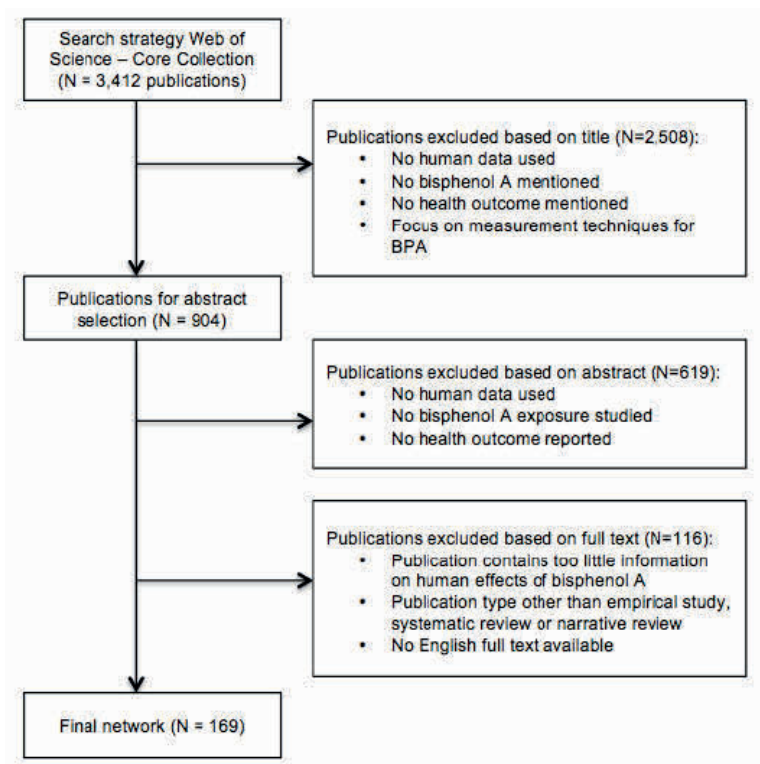 Search strategy Web of
Science – Core Collection
(N = 3,412 publications)
Publications excluded based on title (N=2,508):
• No human data used
• No bisphenol A mentioned
• No health outcome mentioned
• Focus on measurement techniques for
BPA
Publications for abstract
selection (N = 904)
Publications excluded based on abstract (N=619):
• No human data used
• No bisphenol A exposure studied
• No health outcome reported
Publications excluded based on full text (N=116):
• Publication contains too little information
on human effects of bisphenol A
• Publication type other than empirical study,
systematic review or narrative review
• No English full text available
Final network (N = 169)